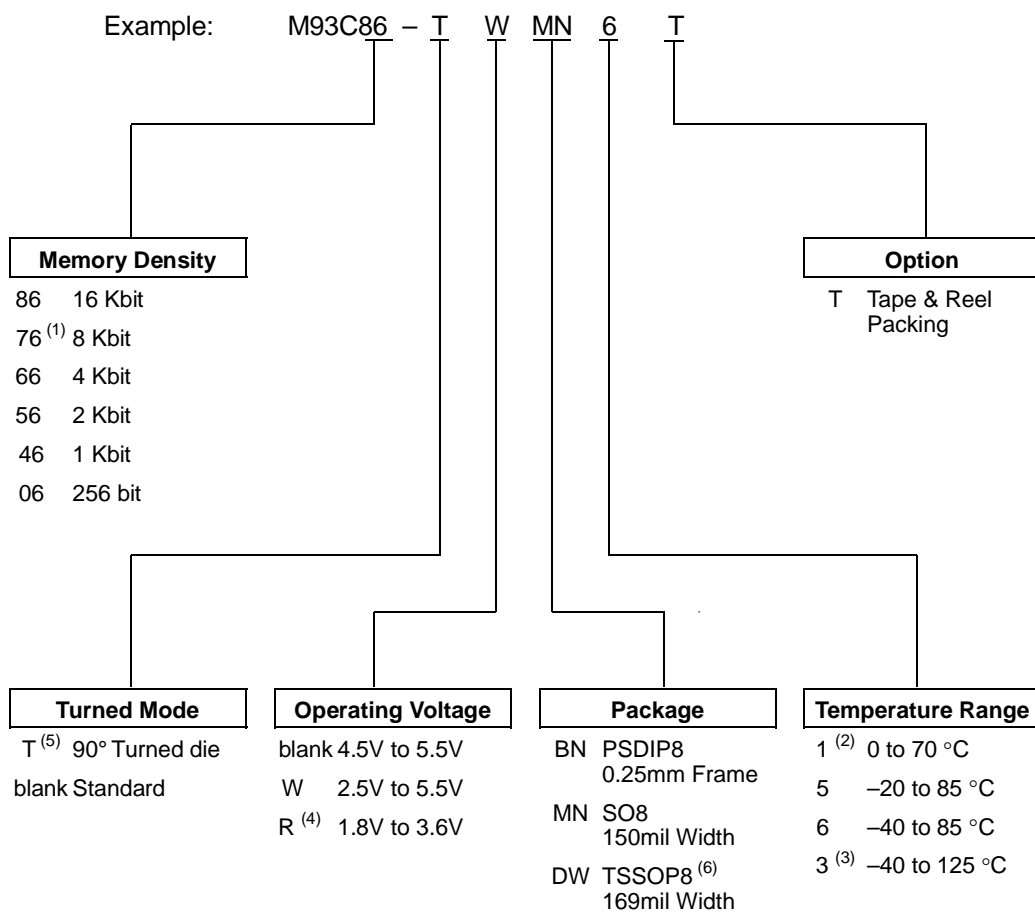 Example: M93C86 – T W MN 6 T
Memory Density
86 16 Kbit
76 (1) 8 Kbit
66 4 Kbit
56 2 Kbit
46 1 Kbit
06 256 bit
Option
T Tape & Reel
Packing
Turned Mode
T (5) 90° Turned die
blank Standard
Operating Voltage
blank 4.5V to 5.5V
W 2.5V to 5.5V
R (4) 1.8V to 3.6V
Package
BN PSDIP8
0.25mm Frame
MN SO8
150mil Width
DW TSSOP8 (6)
169mil Width
Temperature Range
1 (2) 0 to 70 °C
5 –20 to 85 °C
6 –40 to 85 °C
3 (3) –40 to 125 °C